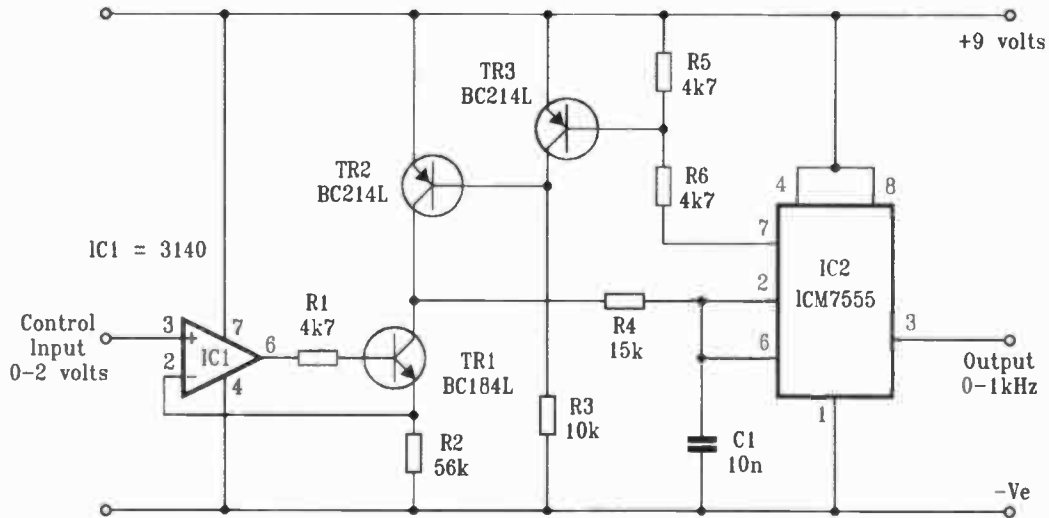 +9 volts
TR3
BC214L
R5
4k7
TR2
BC214L
R6
4k7
4
8
7
IC1 = 3140
IC2
ICM7555
2
R1
4k7
R4
15k
Control
Input
0-2 volts
3
+
7
IC1
6
2
-
4
TR1
BC184L
6
3
Output
0-1kHz
R3
10k
1
R2
56k
C1
10n
-Ve